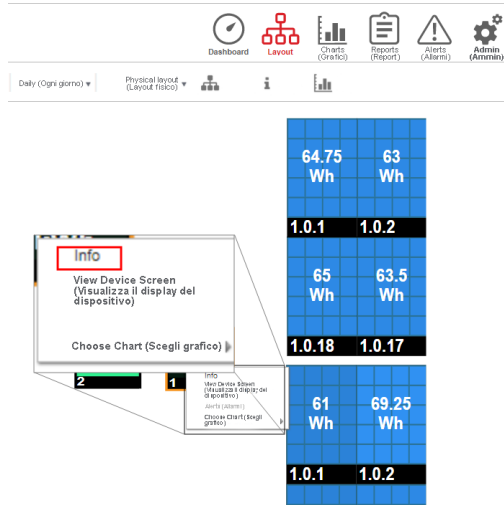 Dashboard
Layout
Charts
(Grafici)
Reports
(Report)
Alerts
(Allarmi)
Admin
(Ammin)
Daily (Ogni giorno)
Physical layout
(Layout fisico)
64.75
Wh
63
Wh
1.0.1
1.0.2
65
Wh
63.5
Wh
1.0.18
1.0.17
Info
View Device Screen
(Visualizza il display del
dispositivo)
Choose Chart (Scegli grafico)
2
1
Info
View Device Screen
(Visualizza il display del
dispositivo)
Alerts (Allarmi)
Choose Chart (Scegli
grafico)
61
Wh
69.25
Wh
1.0.1
1.0.2